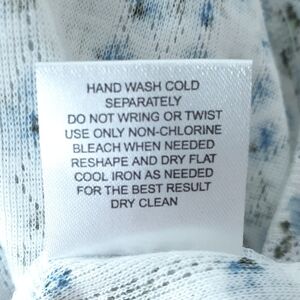 HAND WASH COLD
SEPARATELY
DO NOT WRING OR TWIST
USE ONLY NON-CHLORINE
BLEACH WHEN NEEDED
RESHAPE AND DRY FLAT
COOL IRON AS NEEDED
FOR THE BEST RESULT
DRY CLEAN